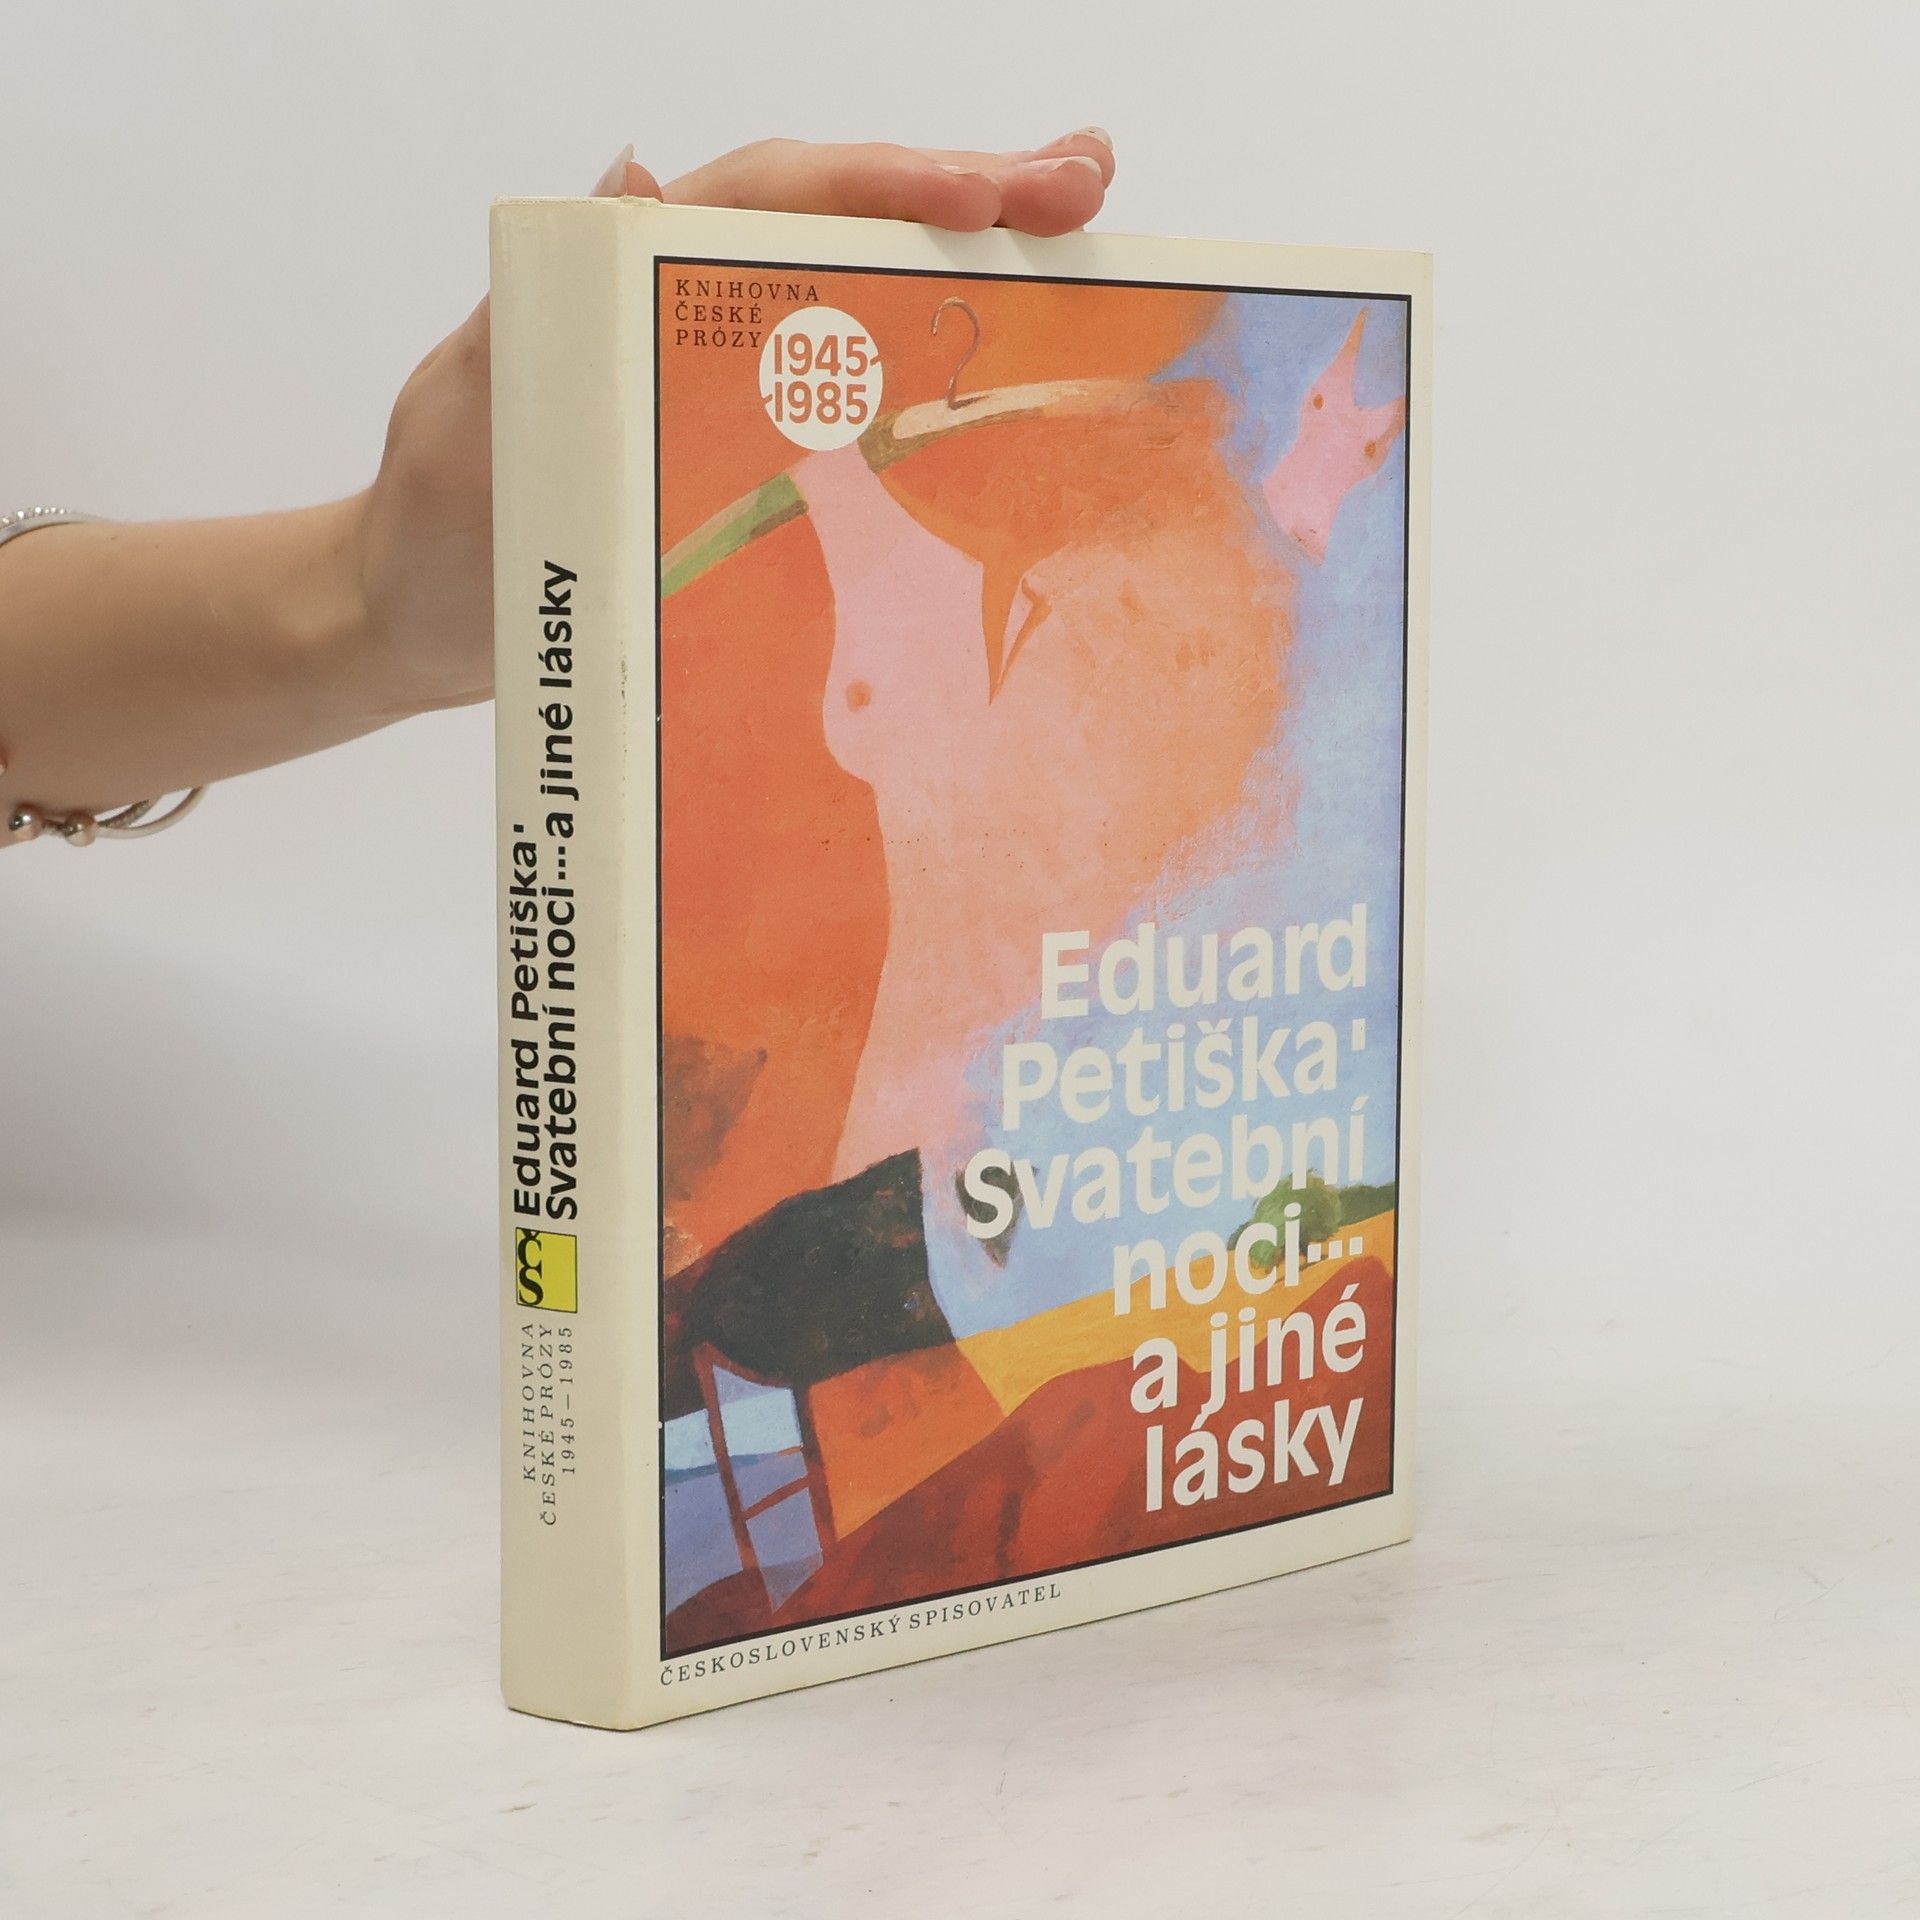 KNIHOVNA
ČESKÉ
PRÓZY
1945-
-1985
Eduard
Petiška'
Svatební
noci...
a jiné
lásky
ČESKOSLOVENSKÝ SPISOVATEL
Eduard Petiška'
Svatební noci... a jiné lásky
ČS
KNIHOVNA
ČESKÉ PRÓZY
1945—1985